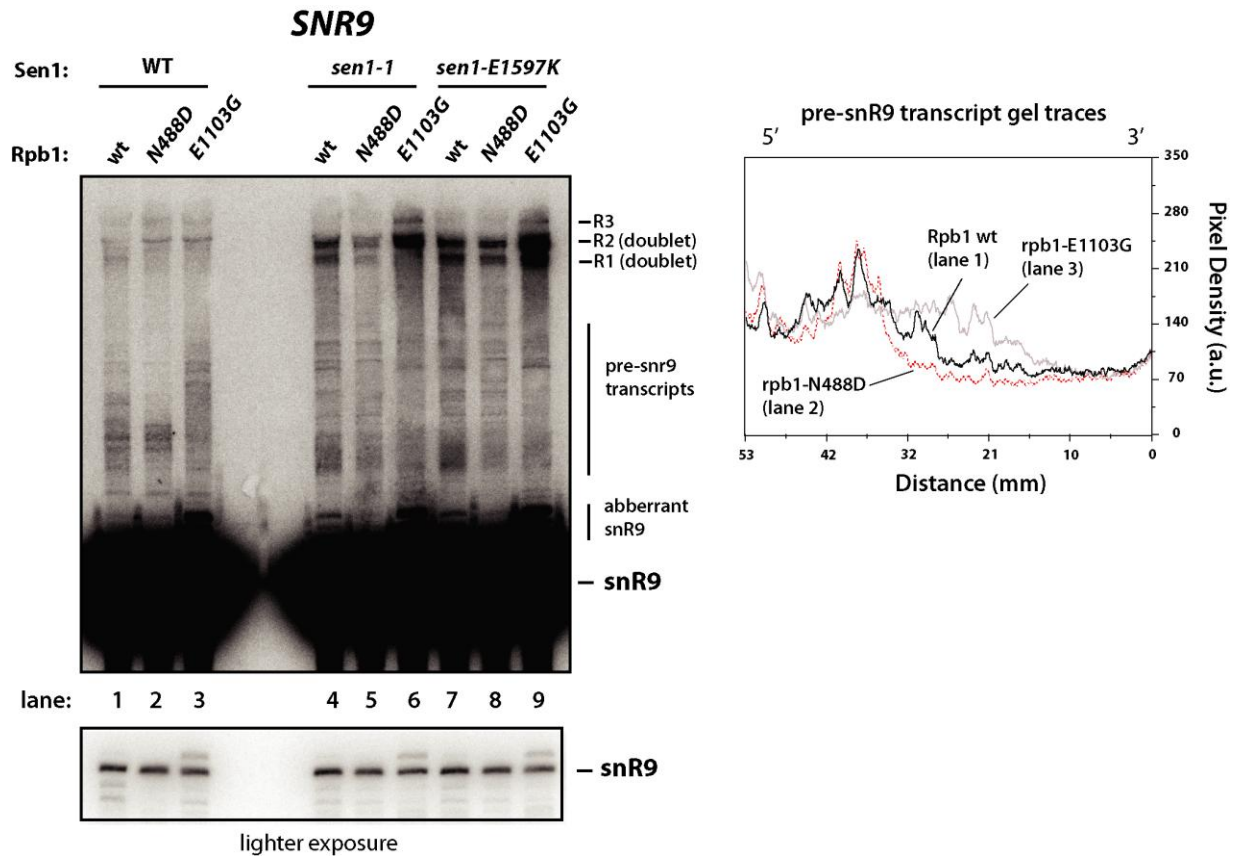 SNR9
Sen1: WT sen1-1 sen1-E1597K
Rpb1: wt N488D E1103G wt N488D E1103G wt N488D E1103G
R3
R2 (doublet)
R1 (doublet)
pre-snr9
transcripts
abberrant
snR9
snR9
lane: 1 2 3 4 5 6 7 8 9
snR9
lighter exposure
pre-snR9 transcript gel traces
5′ 3′
350
280
210
140
70
0
Pixel Density (a.u.)
Rpb1 wt
(lane 1)
rpb1-E1103G
(lane 3)
rpb1-N488D
(lane 2)
53 42 32 21 10 0
Distance (mm)